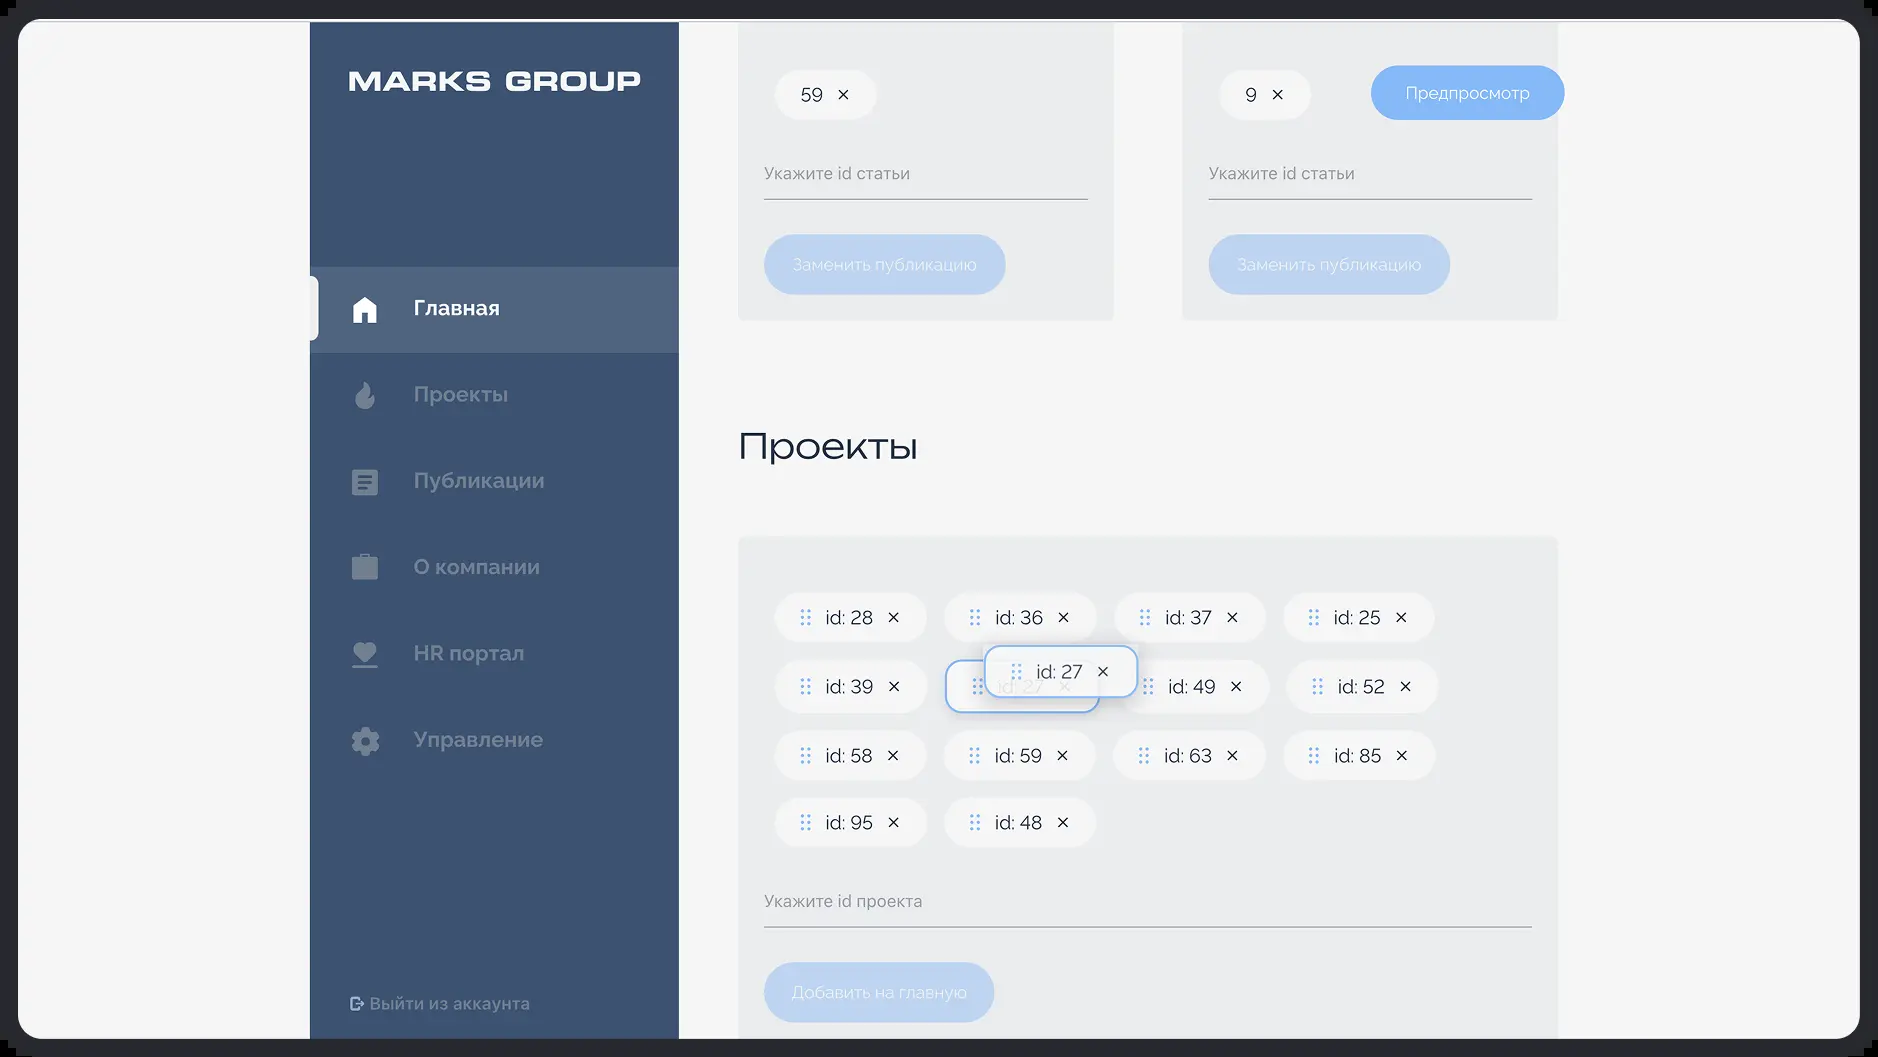 MARKS GROUP
Главная
Проекты
Публикации
О компании
HR портал
Управление
Выйти из аккаунта
59 ×
9 ×
Предпросмотр
Укажите id статьи
Укажите id статьи
Заменить публикацию
Заменить публикацию
Проекты
id: 28 × id: 36 × id: 37 × id: 25 ×
id: 27 ×
id: 39 × id: 27 × id: 49 × id: 52 ×
id: 58 × id: 59 × id: 63 × id: 85 ×
id: 95 × id: 48 ×
Укажите id проекта
Добавить на главную